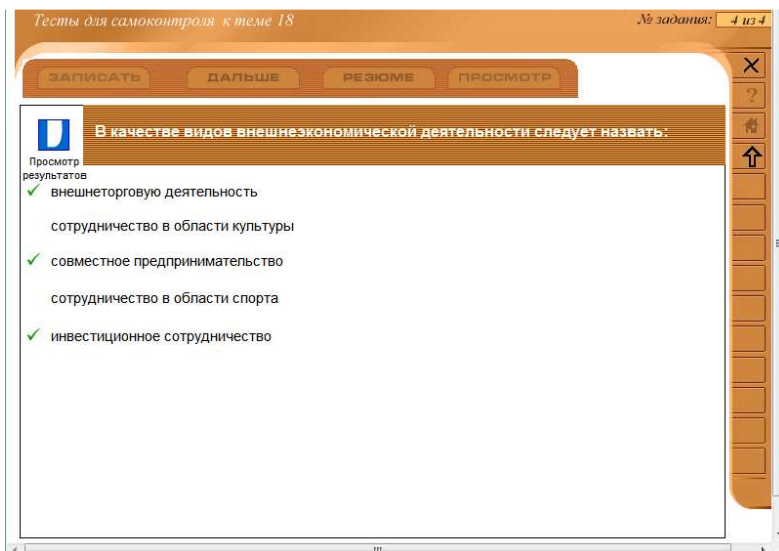 Тесты для самоконтроля к теме 18
№ задания: 4 из 4
ЗАПИСАТЬ ДАЛЬШЕ РЕЗЮМЕ ПРОСМОТР
?
В качестве видов внешнеэкономической деятельности следует назвать:
Просмотр
результатов
внешнеторговую деятельность
сотрудничество в области культуры
совместное предпринимательство
сотрудничество в области спорта
инвестиционное сотрудничество